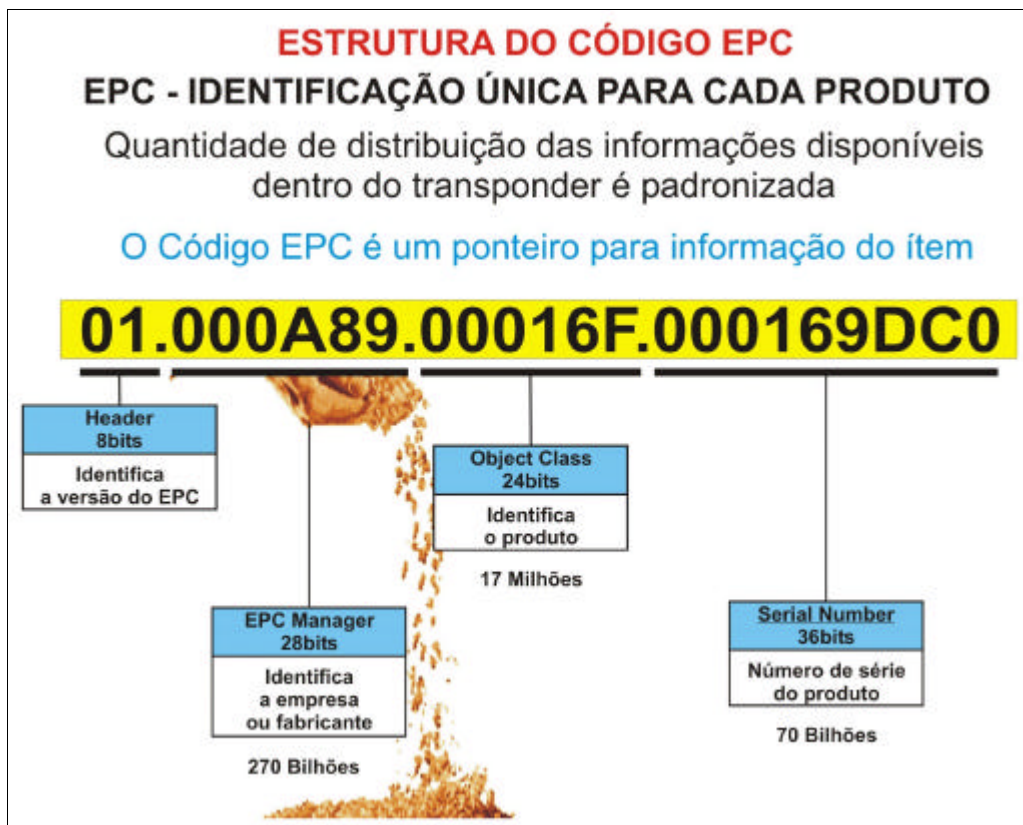 ESTRUTURA DO CÓDIGO EPC
EPC - IDENTIFICAÇÃO ÚNICA PARA CADA PRODUTO
Quantidade de distribuição das informações disponíveis
dentro do transponder é padronizada
O Código EPC é um ponteiro para informação do ítem
01.000A89.00016F.000169DC0
Header
8bits
Identifica
a versão do EPC
EPC Manager
28bits
Identifica
a empresa
ou fabricante
270 Bilhões
Object Class
24bits
Identifica
o produto
17 Milhões
Serial Number
36bits
Número de série
do produto
70 Bilhões